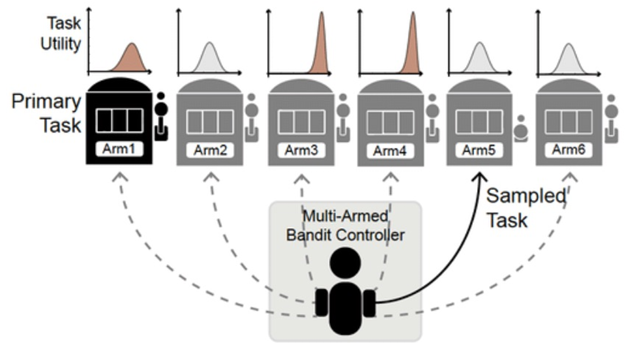 Task
Utility
Primary
Task
Arm1
Arm2
Arm3
Arm4
Arm5
Arm6
Sampled
Task
Multi-Armed
Bandit Controller